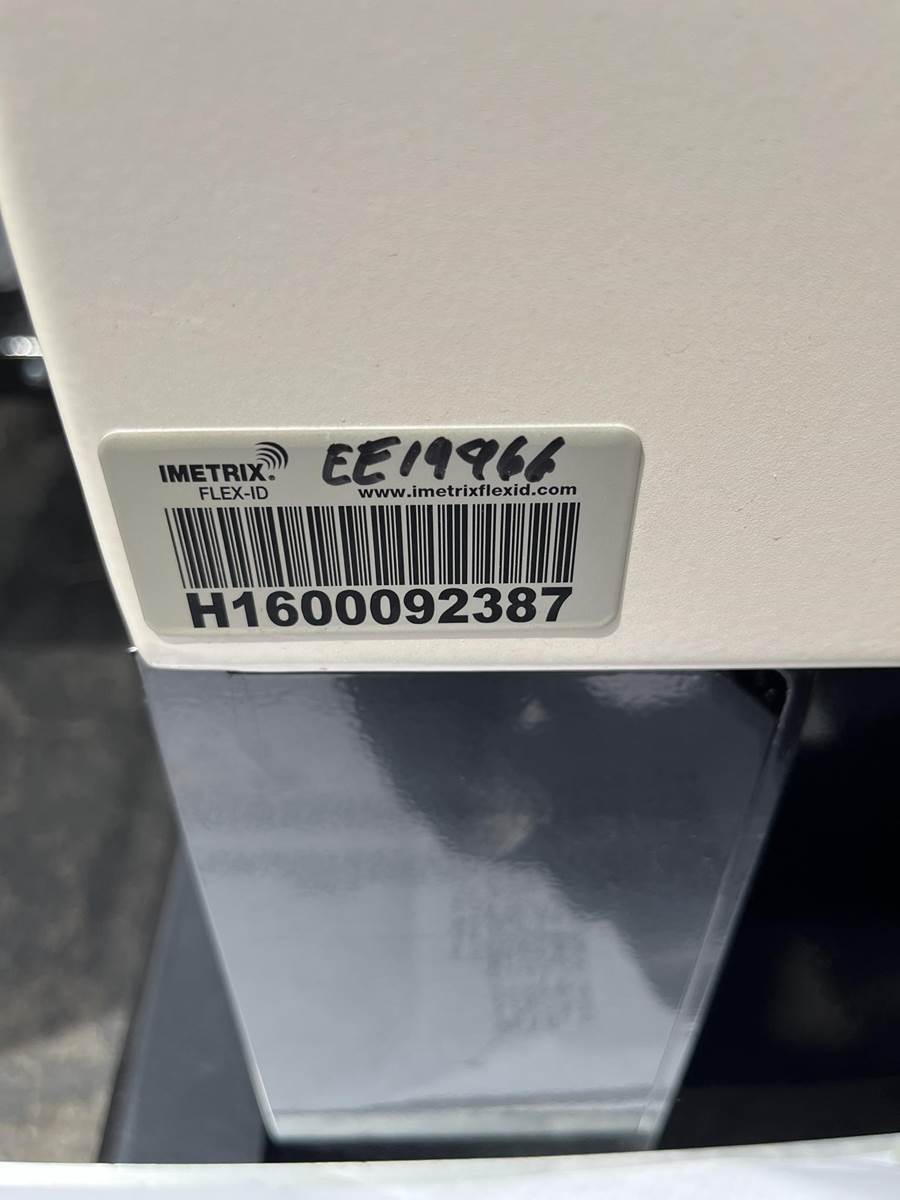 IMETRIX® EE19966
FLEX-ID www.imetrixflexid.com
H1600092387